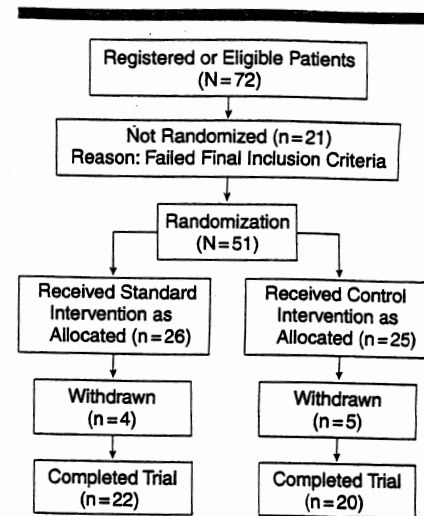 Registered or Eligible Patients
(N=72)
Not Randomized (n=21)
Reason: Failed Final Inclusion Criteria
Randomization
(N=51)
Received Standard
Intervention as
Allocated (n=26)
Received Control
Intervention as
Allocated (n=25)
Withdrawn
(n=4)
Withdrawn
(n=5)
Completed Trial
(n=22)
Completed Trial
(n=20)